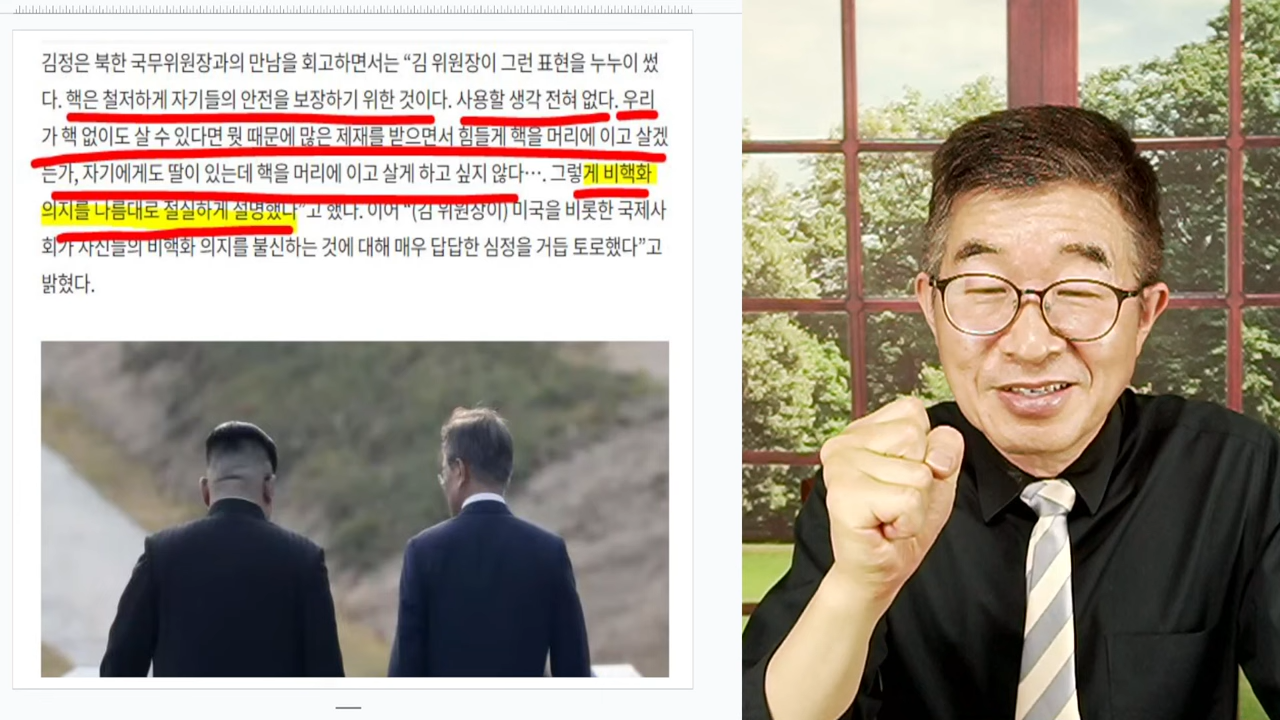 김정은 북한 국무위원장과의 만남을 회고하면서는 “김 위원장이 그런 표현을 누누이 썼
다. 핵은 철저하게 자기들의 안전을 보장하기 위한 것이다. 사용할 생각 전혀 없다. 우리
가 핵 없이도 살 수 있다면 뭣 때문에 많은 제재를 받으면서 힘들게 핵을 머리에 이고 살겠
는가, 자기에게도 딸이 있는데 핵을 머리에 이고 살게 하고 싶지 않다…. 그렇게 비핵화
의지를 나름대로 절실하게 설명했다”고 했다. 이어 “(김 위원장이) 미국을 비롯한 국제사
회가 자신들의 비핵화 의지를 불신하는 것에 대해 매우 답답한 심정을 거듭 토로했다”고
밝혔다.